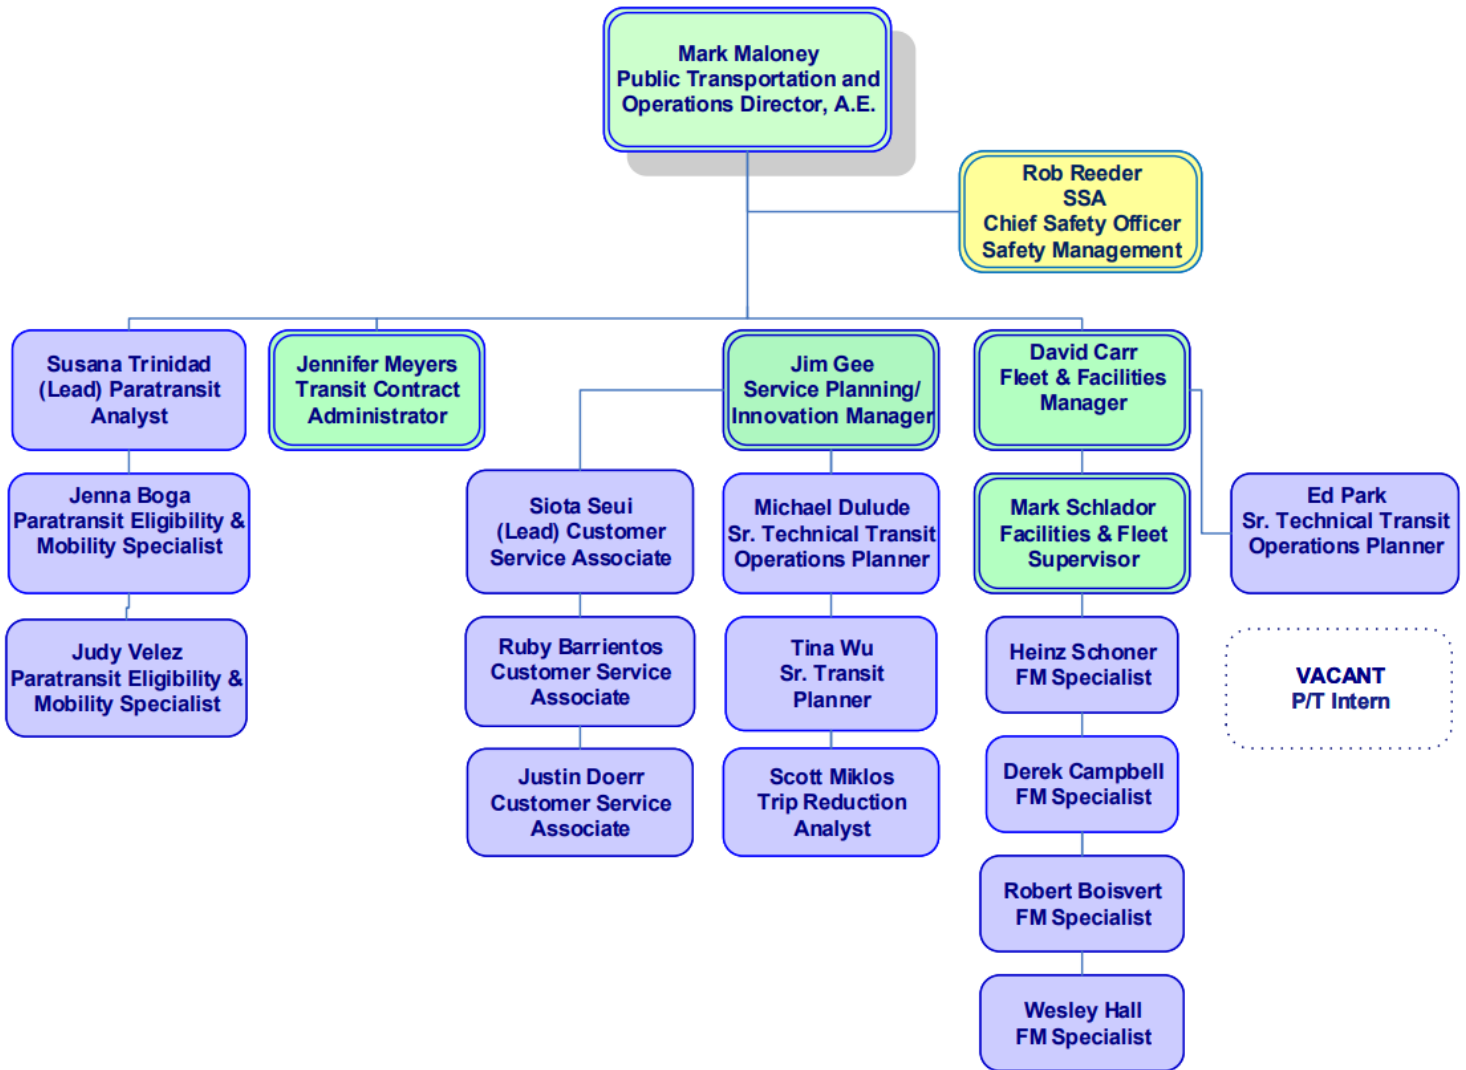 Mark Maloney
Public Transportation and
Operations Director, A.E.
Rob Reeder
SSA
Chief Safety Officer
Safety Management
Susana Trinidad
(Lead) Paratransit
Analyst
Jennifer Meyers
Transit Contract
Administrator
Jim Gee
Service Planning/
Innovation Manager
David Carr
Fleet & Facilities
Manager
Jenna Boga
Paratransit Eligibility &
Mobility Specialist
Siota Seui
(Lead) Customer
Service Associate
Michael Dulude
Sr. Technical Transit
Operations Planner
Mark Schlador
Facilities & Fleet
Supervisor
Ed Park
Sr. Technical Transit
Operations Planner
Judy Velez
Paratransit Eligibility &
Mobility Specialist
Ruby Barrientos
Customer Service
Associate
Tina Wu
Sr. Transit
Planner
Heinz Schoner
FM Specialist
VACANT
P/T Intern
Justin Doerr
Customer Service
Associate
Scott Miklos
Trip Reduction
Analyst
Derek Campbell
FM Specialist
Robert Boisvert
FM Specialist
Wesley Hall
FM Specialist